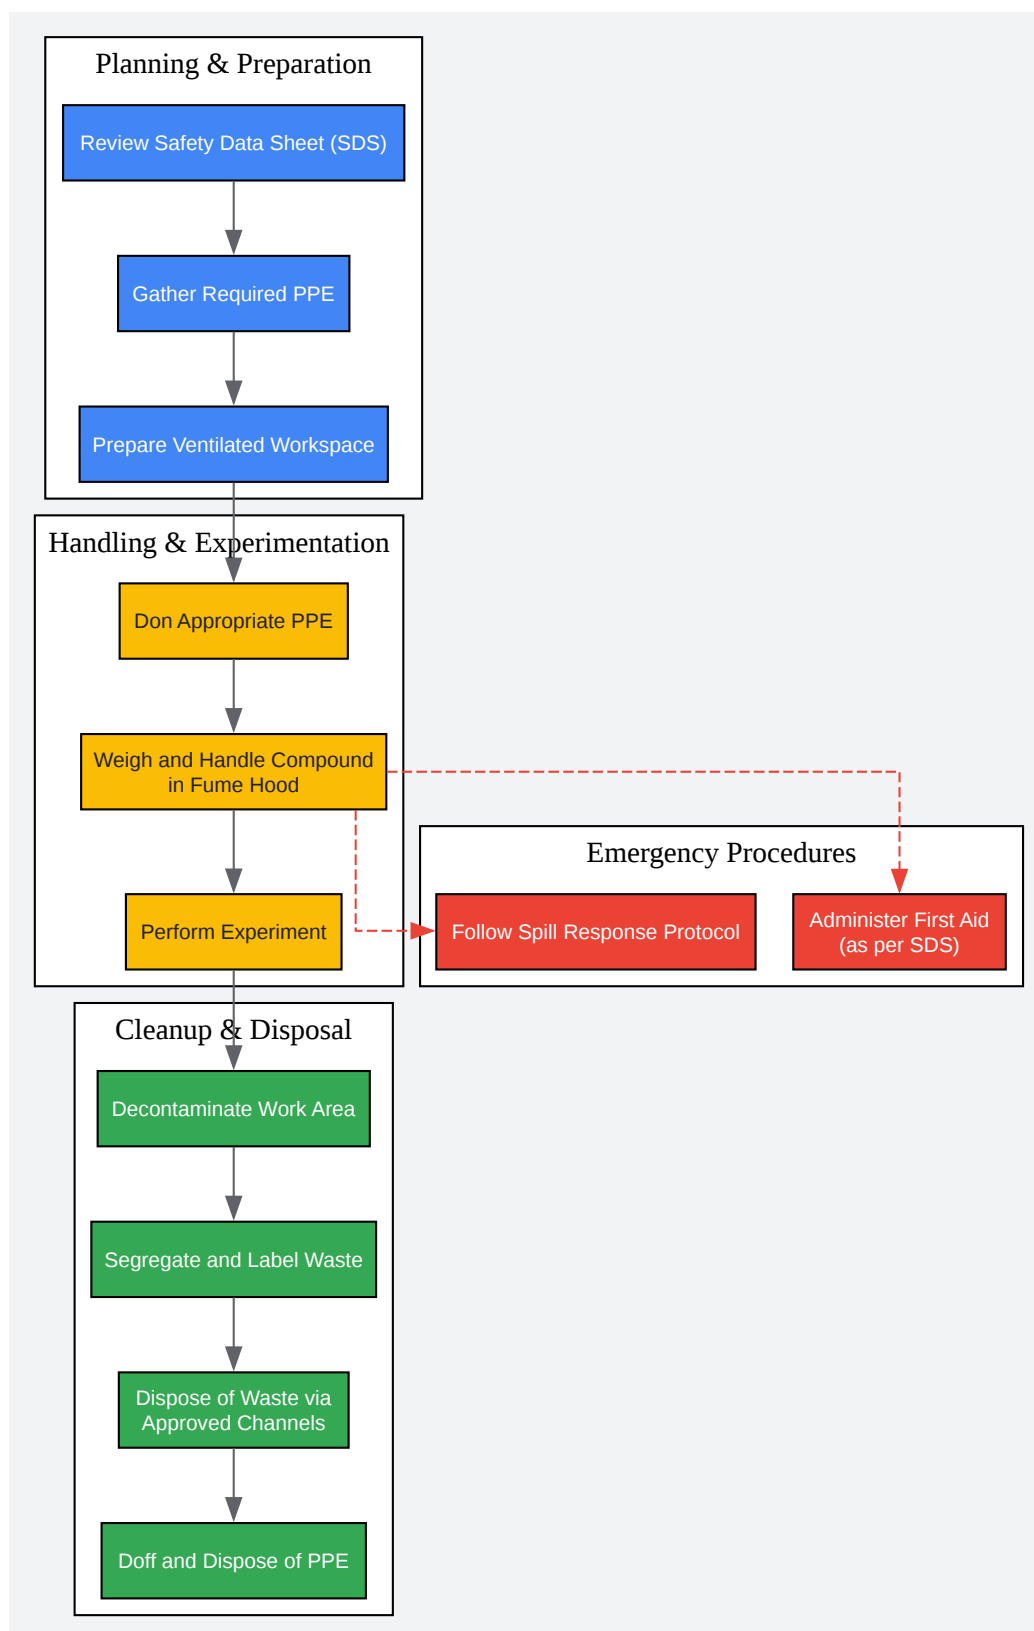 Planning & Preparation
Review Safety Data Sheet (SDS)
Gather Required PPE
Prepare Ventilated Workspace
Handling & Experimentation
Don Appropriate PPE
Weigh and Handle Compound
in Fume Hood
Perform Experiment
Emergency Procedures
Follow Spill Response Protocol
Administer First Aid
(as per SDS)
Cleanup & Disposal
Decontaminate Work Area
Segregate and Label Waste
Dispose of Waste via
Approved Channels
Doff and Dispose of PPE